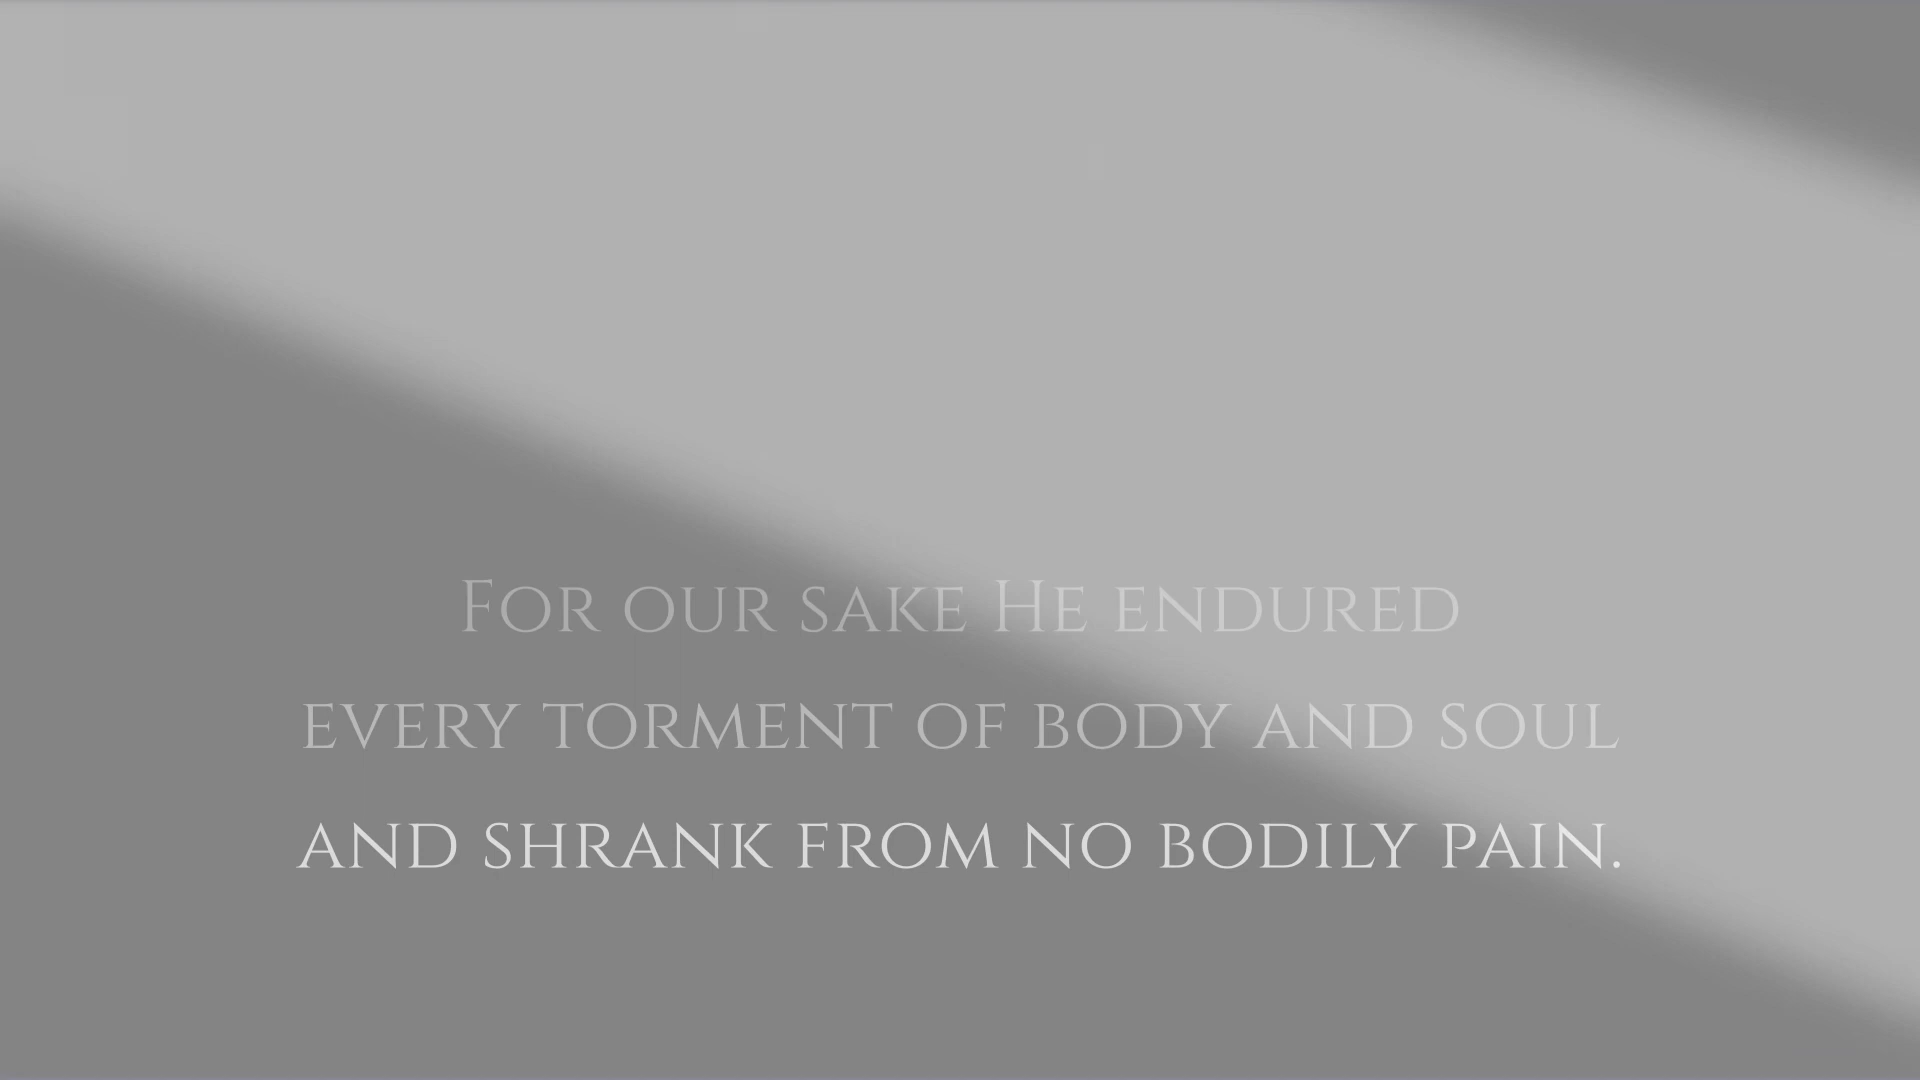 For our sake He endured
every torment of body and soul
and shrank from no bodily pain.